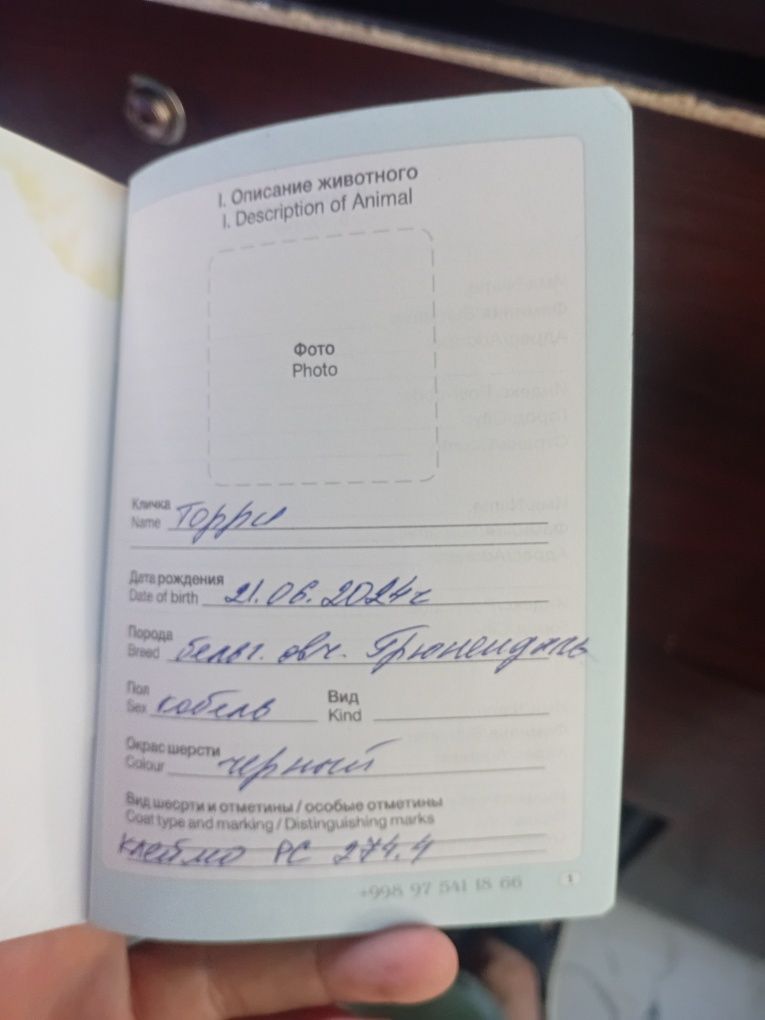 I. Описание животного
I. Description of Animal
Фото
Photo
Кличка
Name Торри
Дата рождения
Date of birth 21.06.2024г
Порода
Breed бельг. овч. Грюнендаль
Пол
Sex кобель
Вид
Kind
Окрас шерсти
Colour черный
Вид шерсти и отметины / особые отметины
Coat type and marking / Distinguishing marks
клеймо РС 274.4
+998 97 541 18 66
1